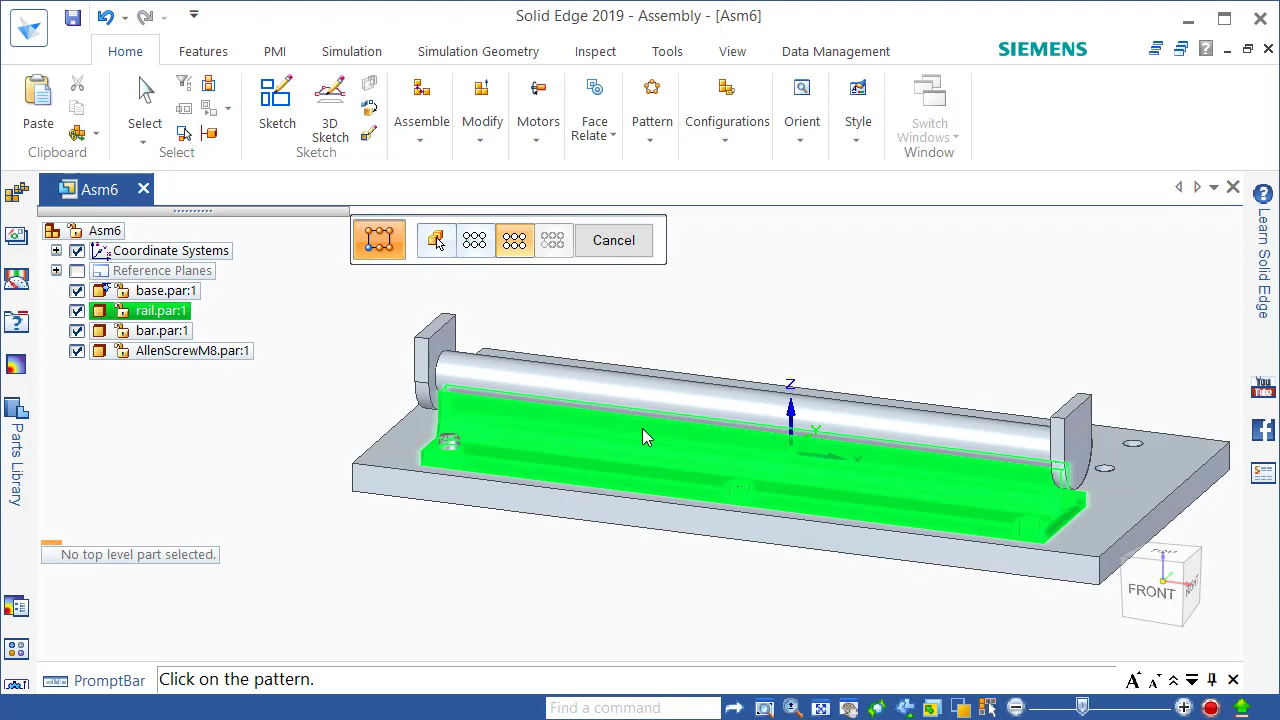 Solid Edge 2019 - Assembly - [Asm6]
Home Features PMI Simulation Simulation Geometry Inspect Tools View Data Management
SIEMENS
Paste
Clipboard
Select
Select
Sketch
3D
Sketch
Sketch
Assemble
Modify
Motors
Face
Relate
Pattern
Configurations
Orient
Style
Switch
Windows
Window
Asm6
Cancel
Asm6
Coordinate Systems
Reference Planes
base.par:1
rail.par:1
bar.par:1
AllenScrewM8.par:1
No top level part selected.
Parts Library
Learn Solid Edge
You
Tube
Z
Y
X
FRONT
RIGHT
PromptBar
Click on the pattern.
Find a command